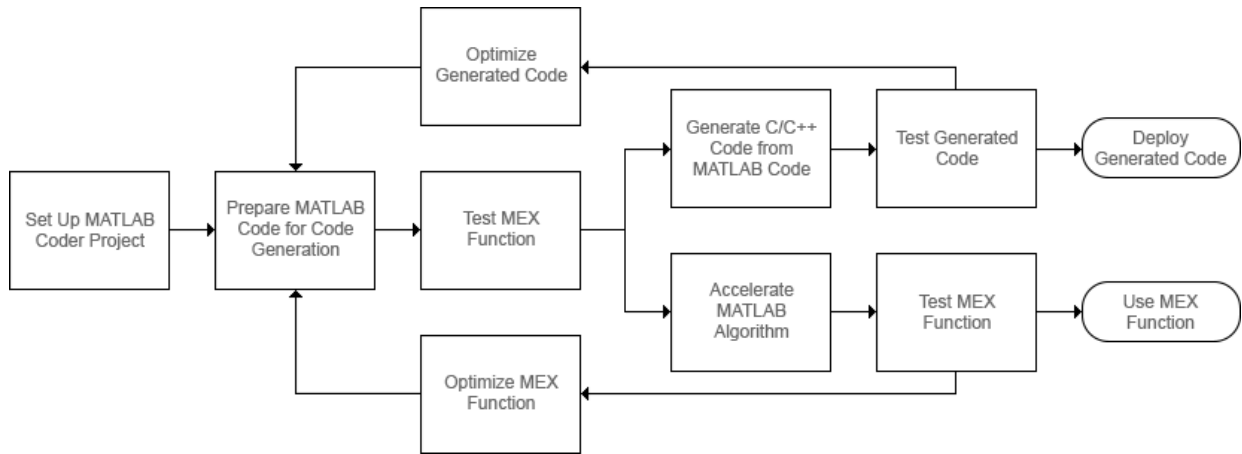 Optimize
Generated Code
Generate C/C++
Code from
MATLAB Code
Test Generated
Code
Deploy
Generated Code
Set Up MATLAB
Coder Project
Prepare MATLAB
Code for Code
Generation
Test MEX
Function
Accelerate
MATLAB
Algorithm
Test MEX
Function
Use MEX
Function
Optimize MEX
Function